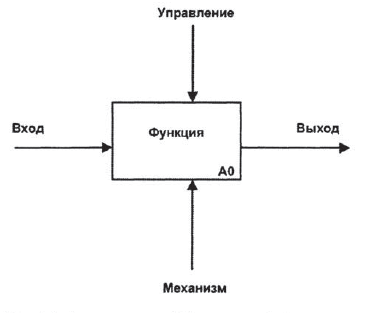 Управление
Вход
Функция
Выход
A0
Механизм